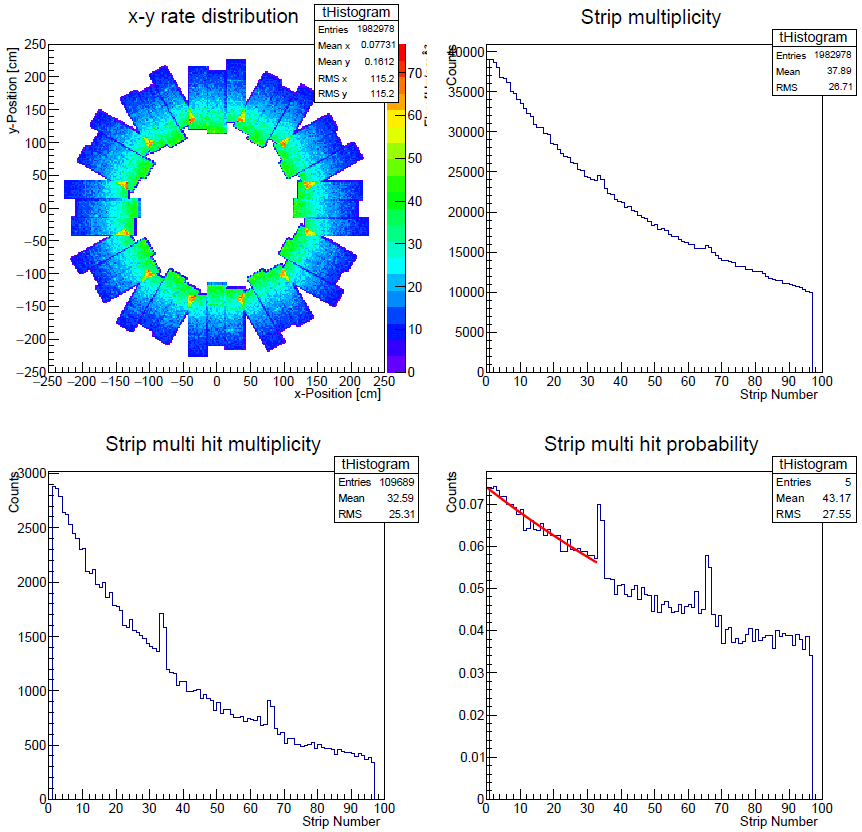 x-y rate distribution
tHistogram
Entries 1982978
Mean x 0.07731
Mean y 0.1612
RMS x 115.2
RMS y 115.2
y-Position [cm]
250
200
150
100
50
0
−50
−100
−150
−200
−250
−250−200−150−100 −50 0 50 100 150 200 250
x-Position [cm]
70
60
50
40
30
20
10
0
Strip multiplicity
tHistogram
Entries 1982978
Mean 37.89
RMS 26.71
Counts
40000
35000
30000
25000
20000
15000
10000
5000
0
0 10 20 30 40 50 60 70 80 90 100
Strip Number
Strip multi hit multiplicity
tHistogram
Entries 109689
Mean 32.59
RMS 25.31
Counts
3000
2500
2000
1500
1000
500
0
0 10 20 30 40 50 60 70 80 90 100
Strip Number
Strip multi hit probability
tHistogram
Entries 5
Mean 43.17
RMS 27.55
Counts
0.07
0.06
0.05
0.04
0.03
0.02
0.01
0
0 10 20 30 40 50 60 70 80 90 100
Strip Number